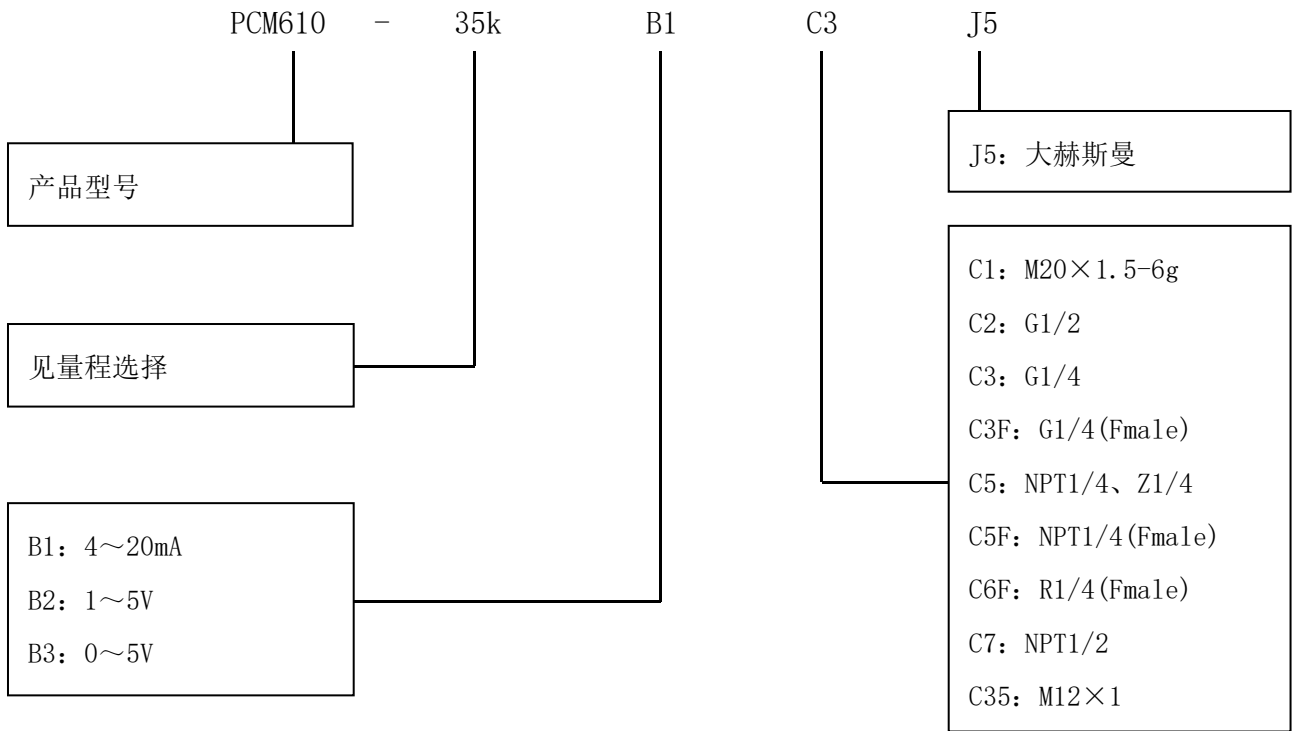 PCM610 - 35k B1 C3 J5
产品型号
见量程选择
B1：4～20mA
B2：1～5V
B3：0～5V
J5：大赫斯曼
C1：M20×1.5-6g
C2：G1/2
C3：G1/4
C3F：G1/4(Fmale)
C5：NPT1/4、Z1/4
C5F：NPT1/4(Fmale)
C6F：R1/4(Fmale)
C7：NPT1/2
C35：M12×1